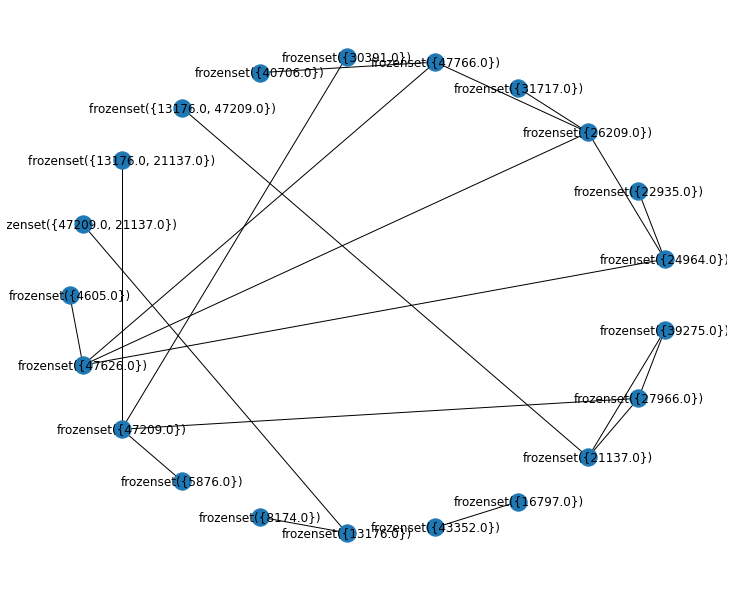 frozenset({30391.0})
frozenset({47766.0})
frozenset({40706.0})
frozenset({31717.0})
frozenset({13176.0, 47209.0})
frozenset({26209.0})
frozenset({13176.0, 21137.0})
frozenset({22935.0})
zenset({47209.0, 21137.0})
frozenset({24964.0})
frozenset({4605.0})
frozenset({39275.0})
frozenset({47626.0})
frozenset({27966.0})
frozenset({47209.0})
frozenset({21137.0})
frozenset({5876.0})
frozenset({16797.0})
frozenset({8174.0})
frozenset({43352.0})
frozenset({13176.0})